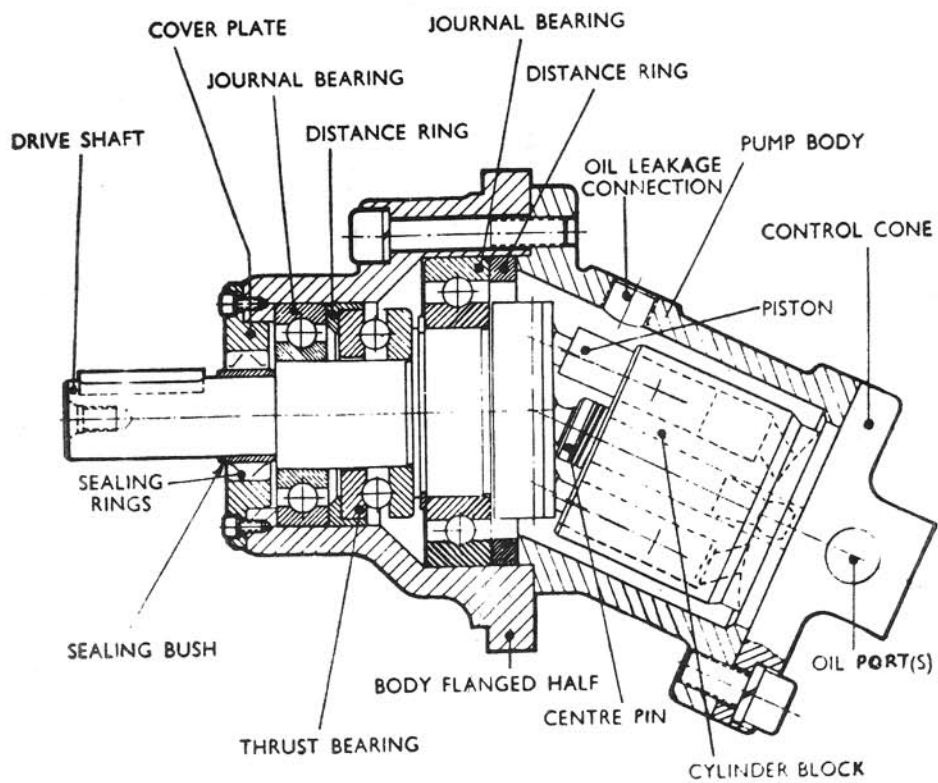 COVER PLATE
JOURNAL BEARING
JOURNAL BEARING
DISTANCE RING
DRIVE SHAFT
DISTANCE RING
OIL LEAKAGE
CONNECTION
PUMP BODY
CONTROL CONE
PISTON
SEALING
RINGS
SEALING BUSH
THRUST BEARING
BODY FLANGED HALF
CENTRE PIN
OIL PORT(S)
CYLINDER BLOCK